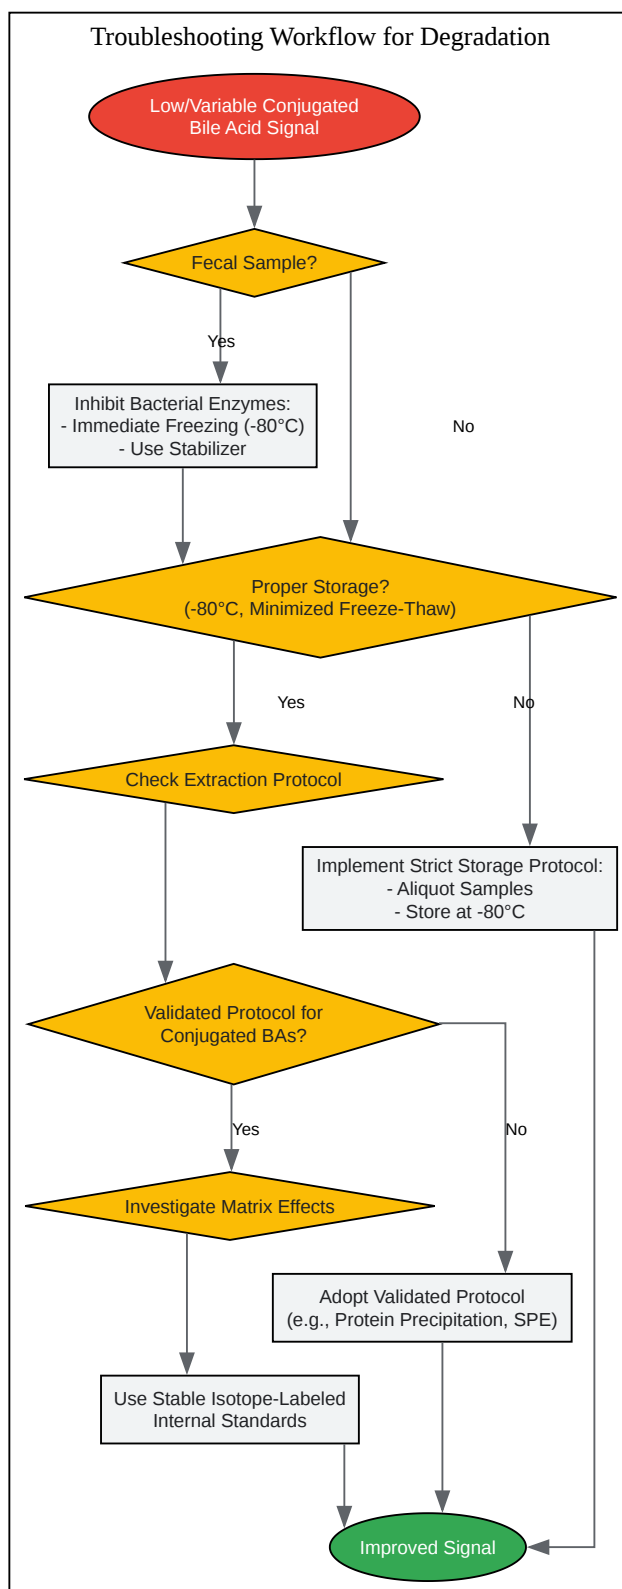 Troubleshooting Workflow for Degradation
Low/Variable Conjugated
Bile Acid Signal
Fecal Sample?
Yes
Inhibit Bacterial Enzymes:
- Immediate Freezing (-80°C)
- Use Stabilizer
No
Proper Storage?
(-80°C, Minimized Freeze-Thaw)
Yes
No
Check Extraction Protocol
Implement Strict Storage Protocol:
- Aliquot Samples
- Store at -80°C
Validated Protocol for
Conjugated BAs?
Yes
No
Investigate Matrix Effects
Adopt Validated Protocol
(e.g., Protein Precipitation, SPE)
Use Stable Isotope-Labeled
Internal Standards
Improved Signal